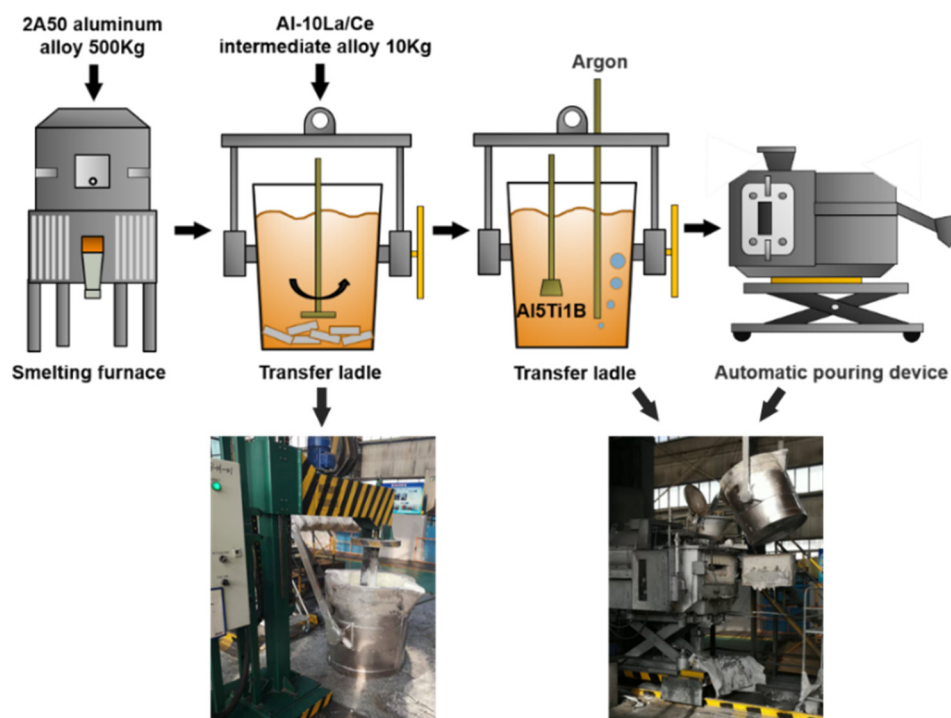 2A50 aluminum
alloy 500Kg
Al-10La/Ce
intermediate alloy 10Kg
Argon
Al5Ti1B
Smelting furnace
Transfer ladle
Transfer ladle
Automatic pouring device